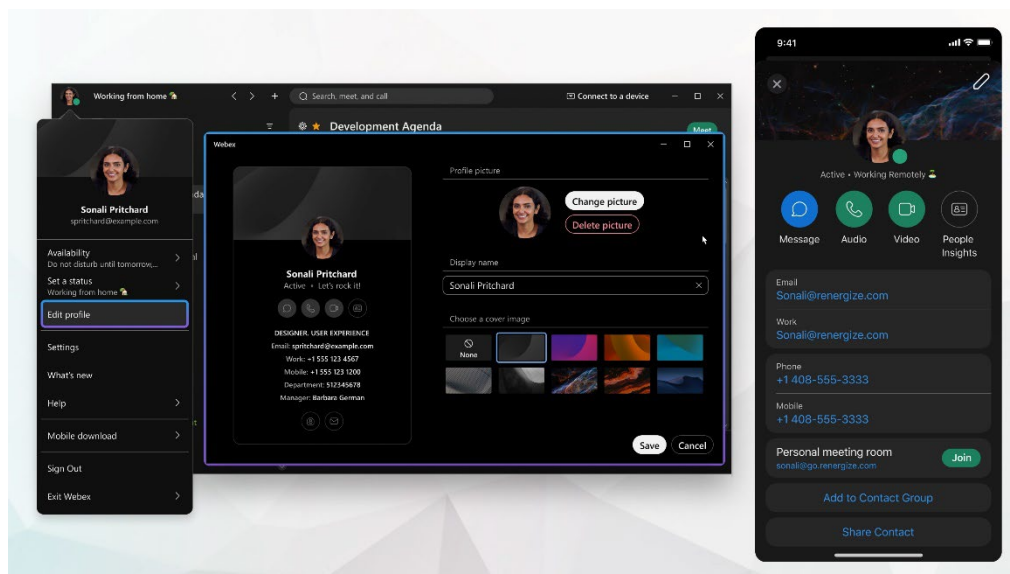 Working from home
Search, meet, and call
Connect to a device
Development Agenda
Meet
Sonali Pritchard
spritchard@example.com
Availability
Do not disturb until tomorrow,...
Set a status
Working from home
Edit profile
Settings
What's new
Help
Mobile download
Sign Out
Exit Webex
Webex
Sonali Pritchard
Active • Let's rock it!
DESIGNER. USER EXPERIENCE
Email: spritchard@example.com
Work: +1 555 123 4567
Mobile: +1 555 123 1200
Department: 512345678
Manager: Barbara German
Profile picture
Change picture
Delete picture
Display name
Sonali Pritchard
Choose a cover image
None
Save
Cancel
9:41
Active • Working Remotely
Message
Audio
Video
People
Insights
Email
Sonali@renergize.com
Work
Sonali@renergize.com
Phone
+1 408-555-3333
Mobile
+1 408-555-3333
Personal meeting room
sonali@go.renergize.com
Join
Add to Contact Group
Share Contact